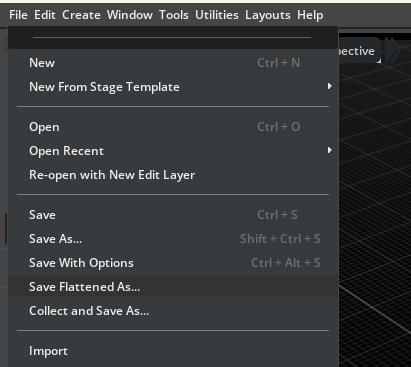 File Edit Create Window Tools Utilities Layouts Help
pective
New Ctrl + N
New From Stage Template
Open Ctrl + O
Open Recent
Re-open with New Edit Layer
Save Ctrl + S
Save As... Shift + Ctrl + S
Save With Options Ctrl + Alt + S
Save Flattened As...
Collect and Save As...
Import